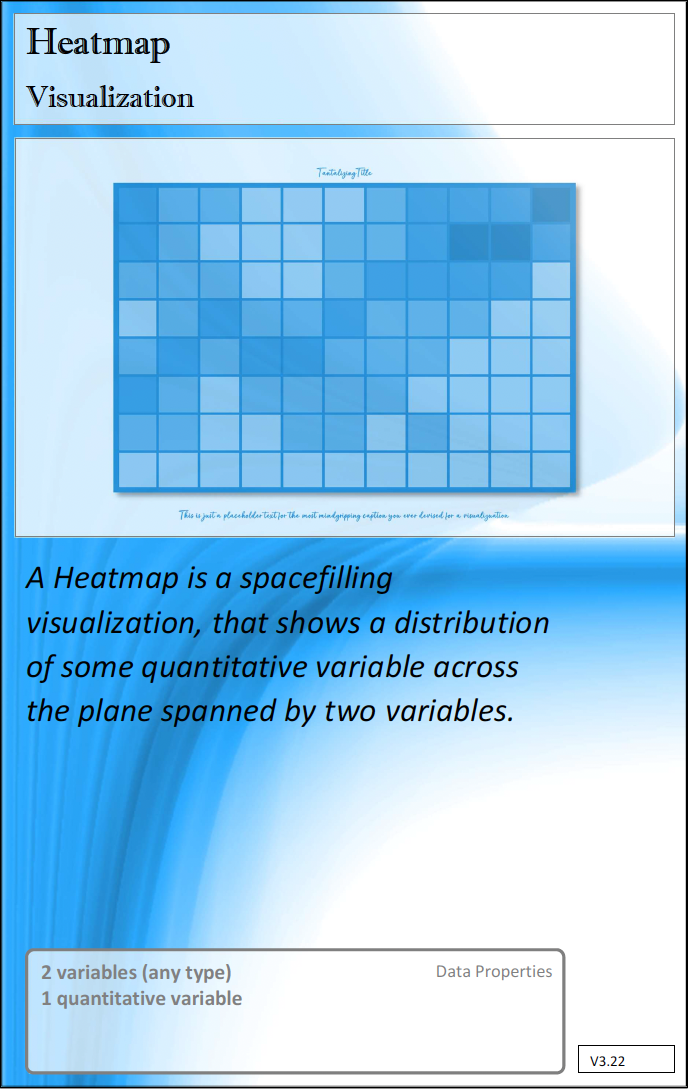 Heatmap
Visualization
Tantalizing Title
This is just a placeholder text for the most mindgripping caption you ever devised for a visualization
A Heatmap is a spacefilling
visualization, that shows a distribution
of some quantitative variable across
the plane spanned by two variables.
2 variables (any type)
Data Properties
1 quantitative variable
V3.22